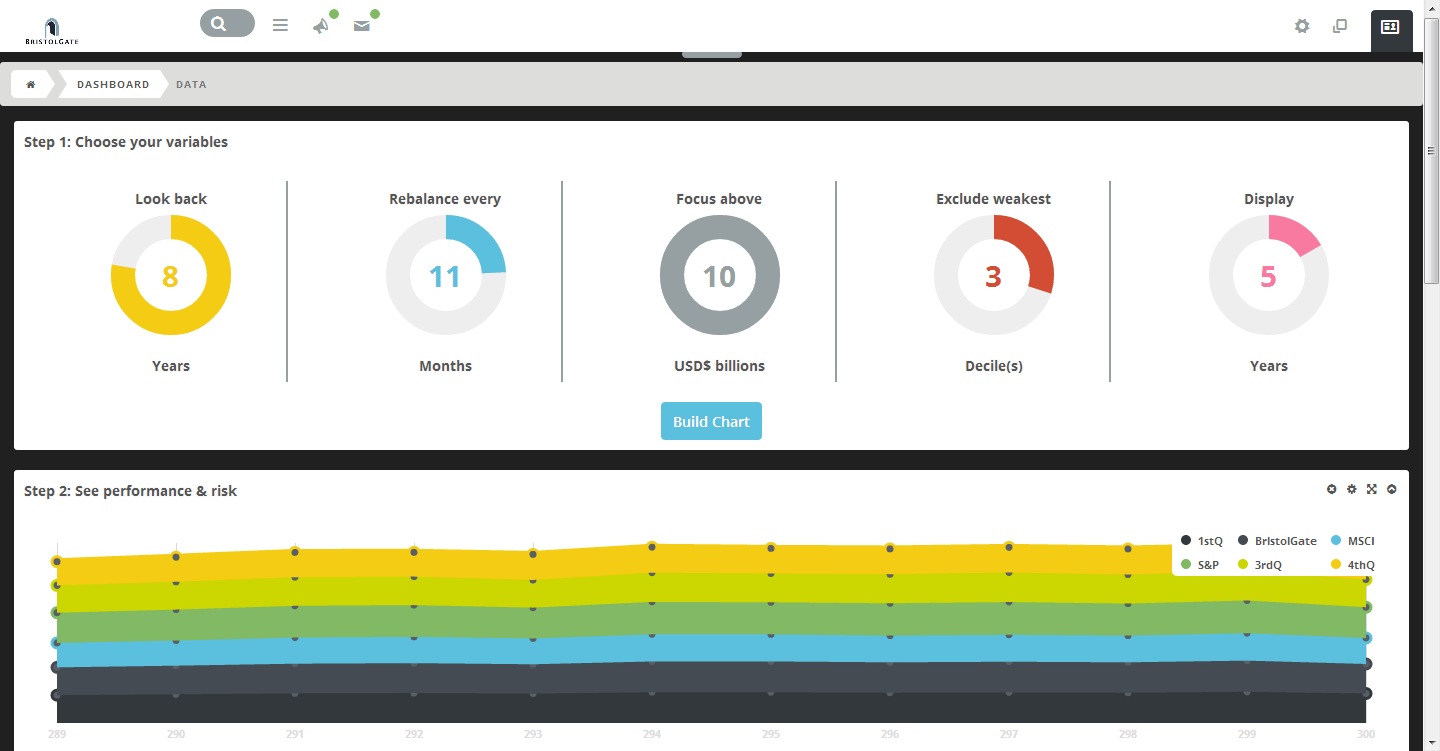 BRISTOLGATE
DASHBOARD
DATA
Step 1: Choose your variables
Look back
8
Years
Rebalance every
11
Months
Focus above
10
USD$ billions
Exclude weakest
3
Decile(s)
Display
5
Years
Build Chart
Step 2: See performance & risk
1stQ BrIstolGate MSCI
S&P 3rdQ 4thQ
289 290 291 292 293 294 295 296 297 298 299 300